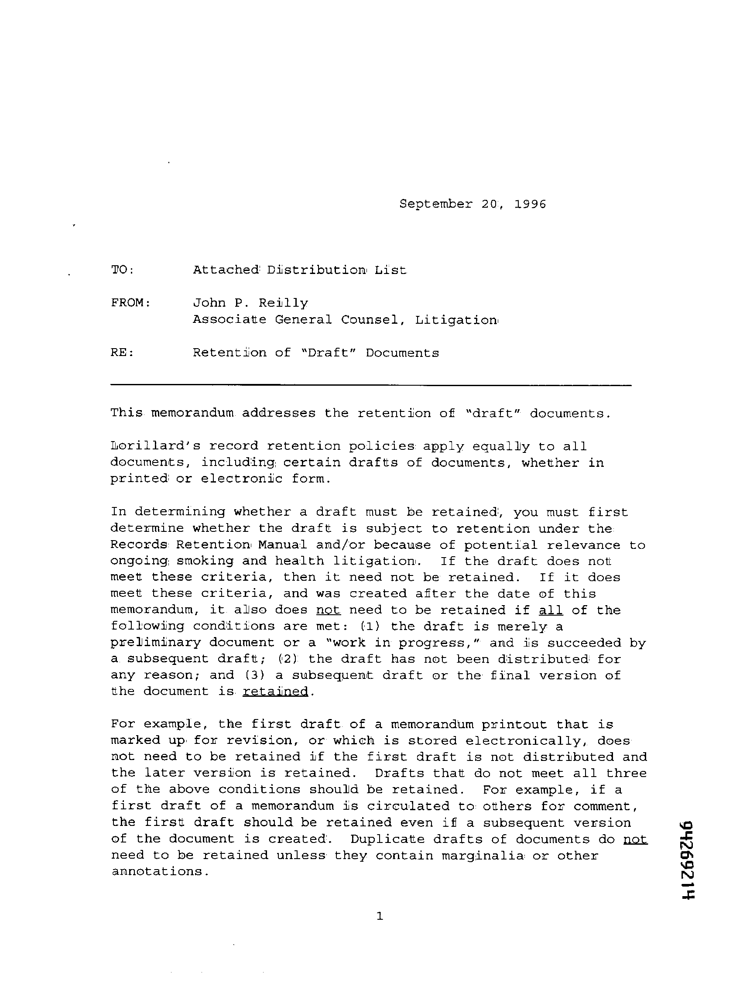 September 20, 1996
TO: Attached Distribution List
FROM: John P. Reilly
Associate General Counsel, Litigation
RE: Retention of "Draft" Documents
This memorandum addresses the retention of "draft" documents.
Lorillard's record retention policies apply equally to all
documents, including certain drafts of documents, whether in
printed or electronic form.
In determining whether a draft must be retained, you must first
determine whether the draft is subject to retention under the
Records Retention Manual and/or because of potential relevance to
ongoing smoking and health litigation. If the draft does not
meet these criteria, then it need not be retained. If it does
meet these criteria, and was created after the date of this
memorandum, it also does not need to be retained if all of the
following conditions are met: (1) the draft is merely a
preliminary document or a "work in progress," and is succeeded by
a subsequent draft; (2) the draft has not been distributed for
any reason; and (3) a subsequent draft or the final version of
the document is retained.
For example, the first draft of a memorandum printout that is
marked up for revision, or which is stored electronically, does
not need to be retained if the first draft is not distributed and
the later version is retained. Drafts that do not meet all three
of the above conditions should be retained. For example, if a
first draft of a memorandum is circulated to others for comment,
the first draft should be retained even if a subsequent version
of the document is created. Duplicate drafts of documents do not
need to be retained unless they contain marginalia or other
annotations.
1
94269214